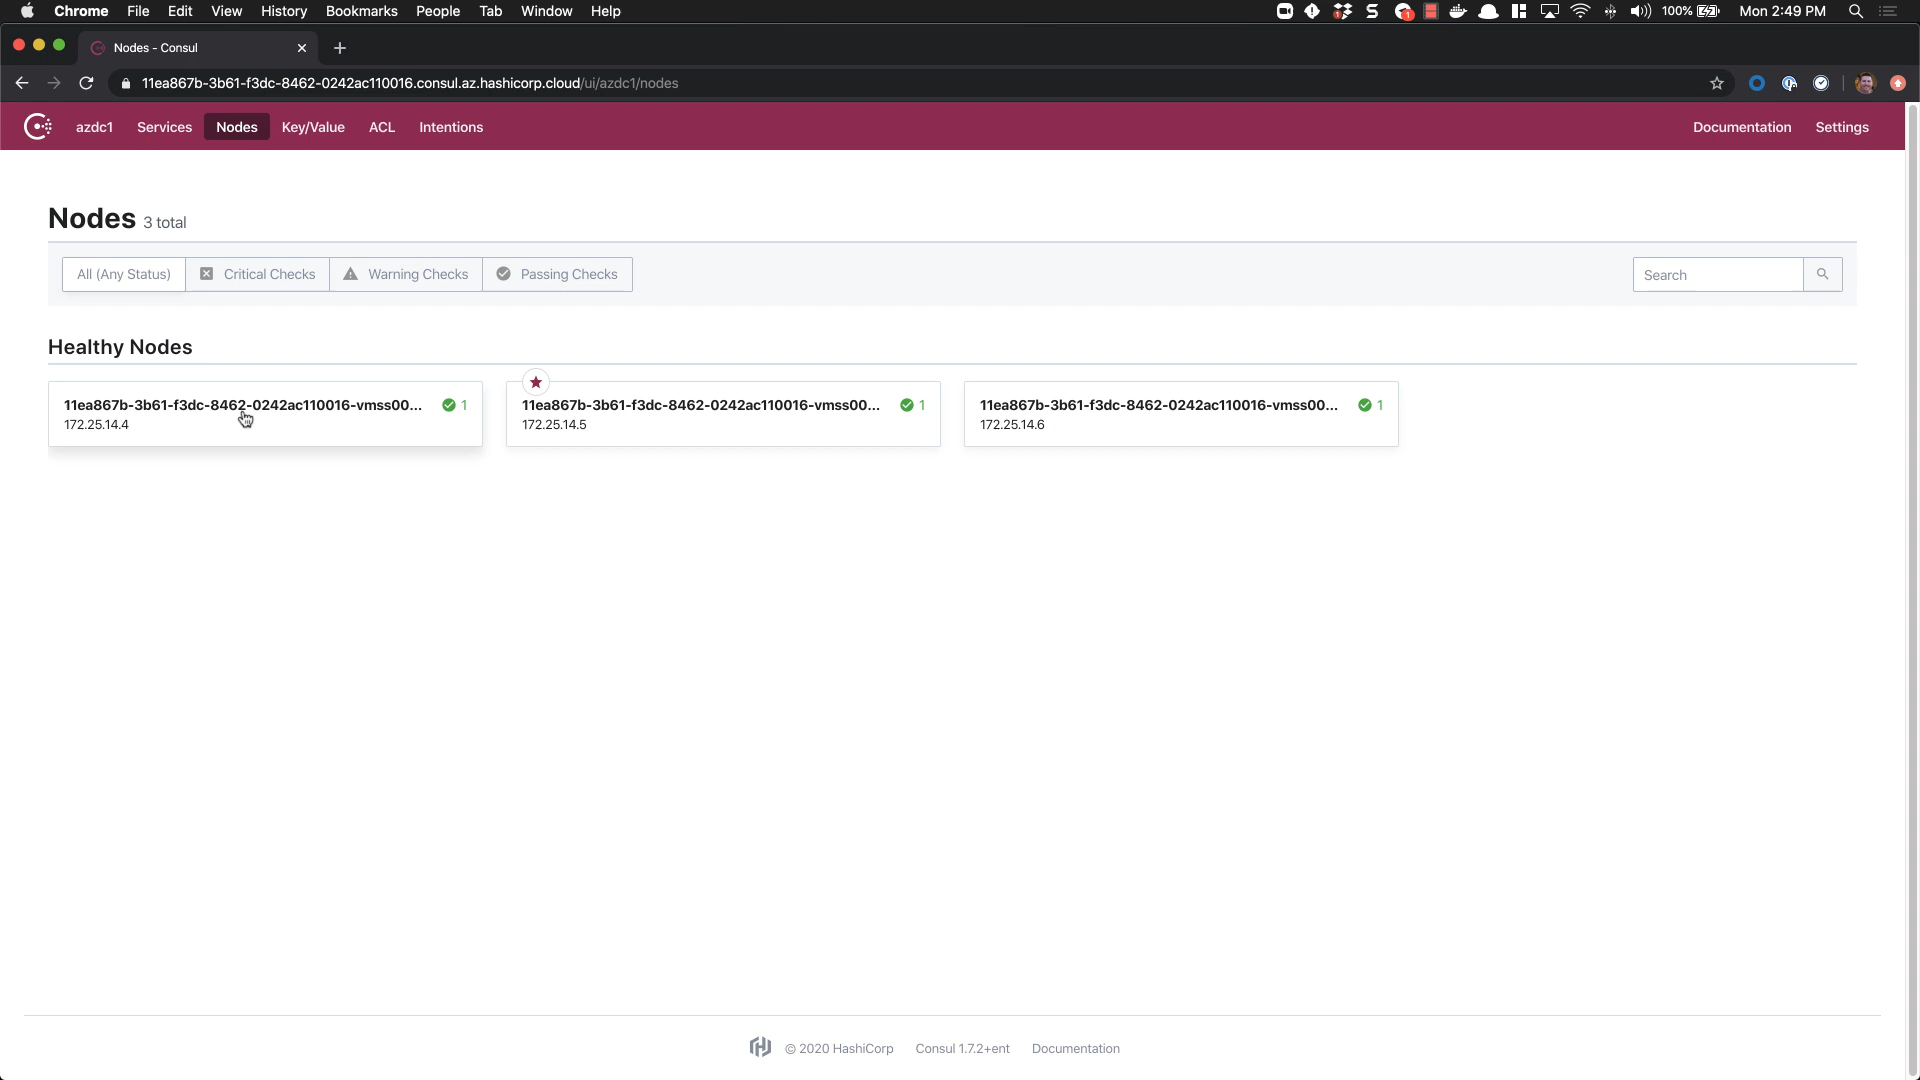 Chrome File Edit View History Bookmarks People Tab Window Help 1 1 100% Mon 2:49 PM
Nodes - Consul
11ea867b-3b61-f3dc-8462-0242ac110016.consul.az.hashicorp.cloud/ui/azdc1/nodes
azdc1 Services Nodes Key/Value ACL Intentions Documentation Settings
Nodes 3 total
All (Any Status) Critical Checks Warning Checks Passing Checks Search
Healthy Nodes
11ea867b-3b61-f3dc-8462-0242ac110016-vmss00... 1
172.25.14.4
11ea867b-3b61-f3dc-8462-0242ac110016-vmss00... 1
172.25.14.5
11ea867b-3b61-f3dc-8462-0242ac110016-vmss00... 1
172.25.14.6
© 2020 HashiCorp Consul 1.7.2+ent Documentation